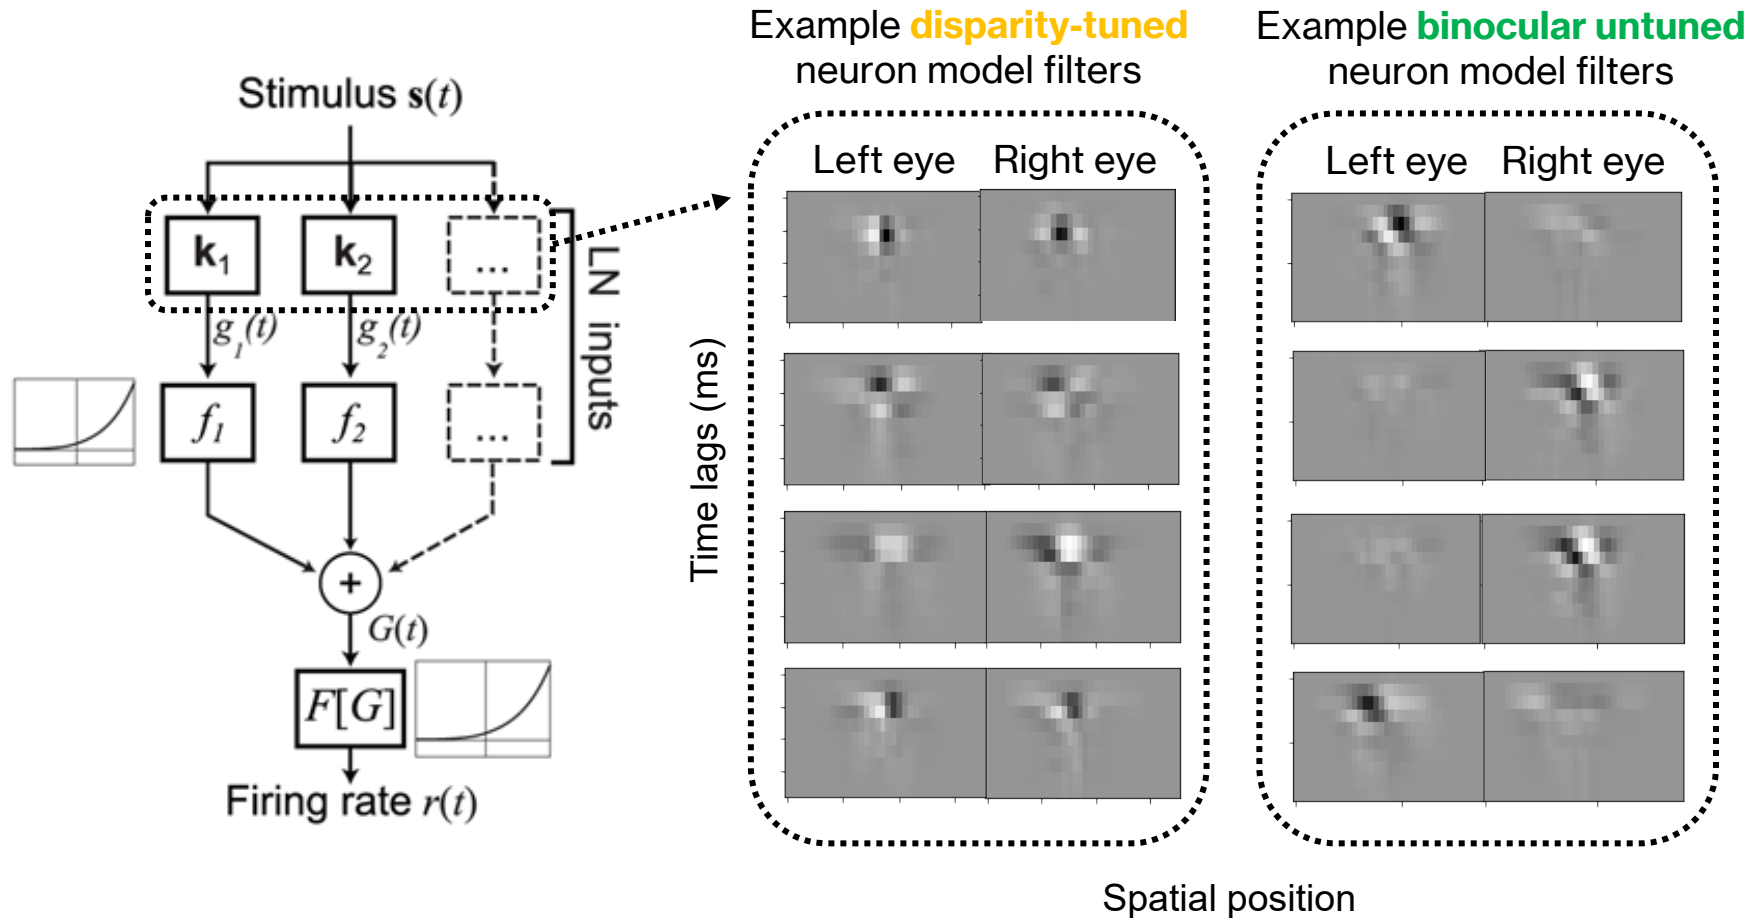 Example disparity-tuned
neuron model filters
Example binocular untuned
neuron model filters
Stimulus s(t)
k₁
k₂
...
g₁(t)
g₂(t)
f₁
f₂
...
LN inputs
+
G(t)
F[G]
Firing rate r(t)
Left eye
Right eye
Left eye
Right eye
Time lags (ms)
Spatial position